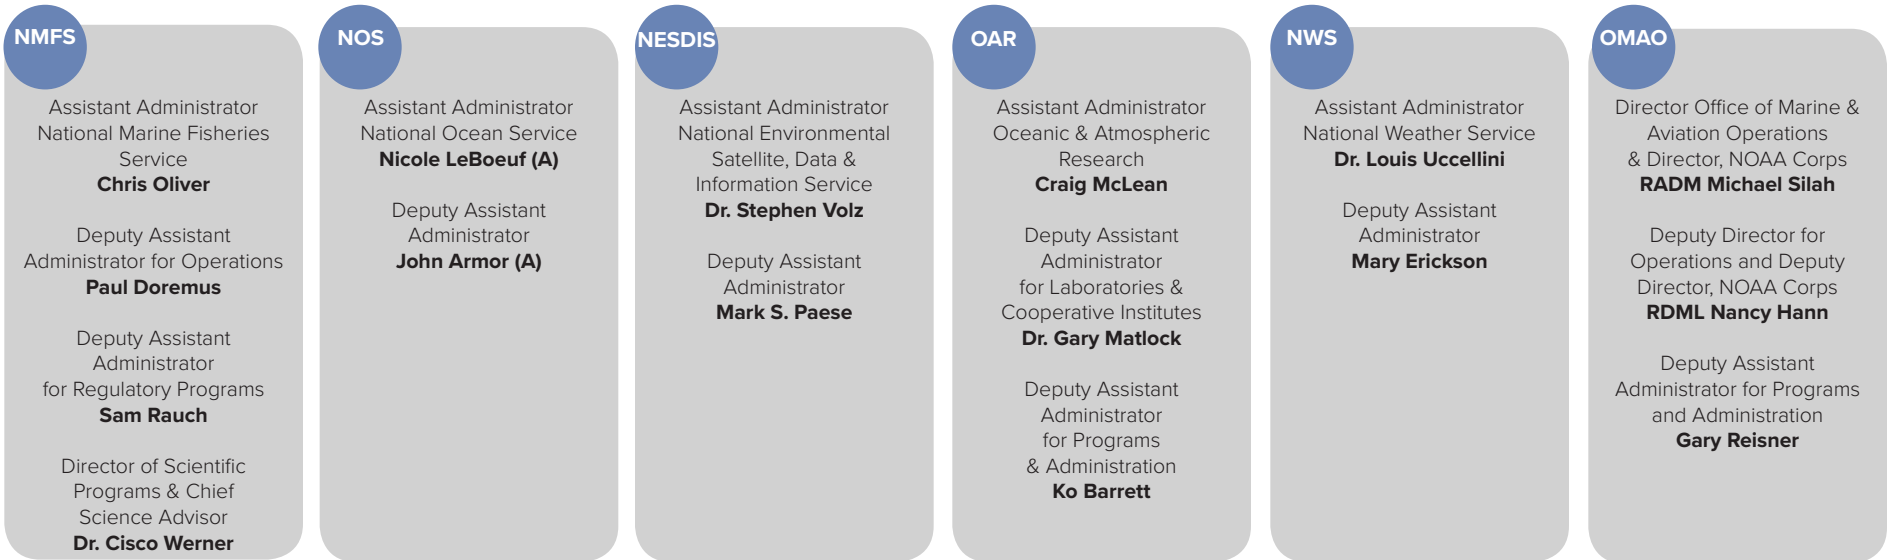 NMFS
Assistant Administrator
National Marine Fisheries
Service
Chris Oliver
Deputy Assistant
Administrator for Operations
Paul Doremus
Deputy Assistant
Administrator
for Regulatory Programs
Sam Rauch
Director of Scientific
Programs & Chief
Science Advisor
Dr. Cisco Werner
NOS
Assistant Administrator
National Ocean Service
Nicole LeBoeuf (A)
Deputy Assistant
Administrator
John Armor (A)
NESDIS
Assistant Administrator
National Environmental
Satellite, Data &
Information Service
Dr. Stephen Volz
Deputy Assistant
Administrator
Mark S. Paese
OAR
Assistant Administrator
Oceanic & Atmospheric
Research
Craig McLean
Deputy Assistant
Administrator
for Laboratories &
Cooperative Institutes
Dr. Gary Matlock
Deputy Assistant
Administrator
for Programs
& Administration
Ko Barrett
NWS
Assistant Administrator
National Weather Service
Dr. Louis Uccellini
Deputy Assistant
Administrator
Mary Erickson
OMAO
Director Office of Marine &
Aviation Operations
& Director, NOAA Corps
RADM Michael Silah
Deputy Director for
Operations and Deputy
Director, NOAA Corps
RDML Nancy Hann
Deputy Assistant
Administrator for Programs
and Administration
Gary Reisner